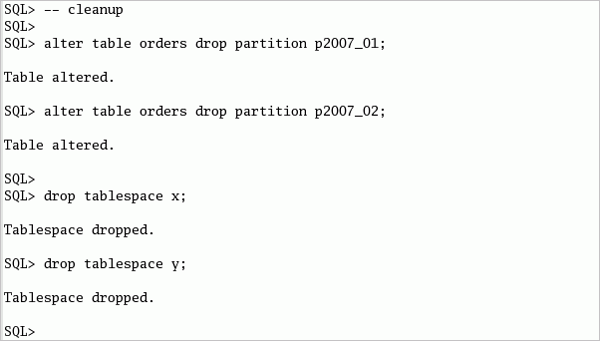 SQL> -- cleanup
SQL>
SQL> alter table orders drop partition p2007_01;
Table altered.
SQL> alter table orders drop partition p2007_02;
Table altered.
SQL>
SQL> drop tablespace x;
Tablespace dropped.
SQL> drop tablespace y;
Tablespace dropped.
SQL>